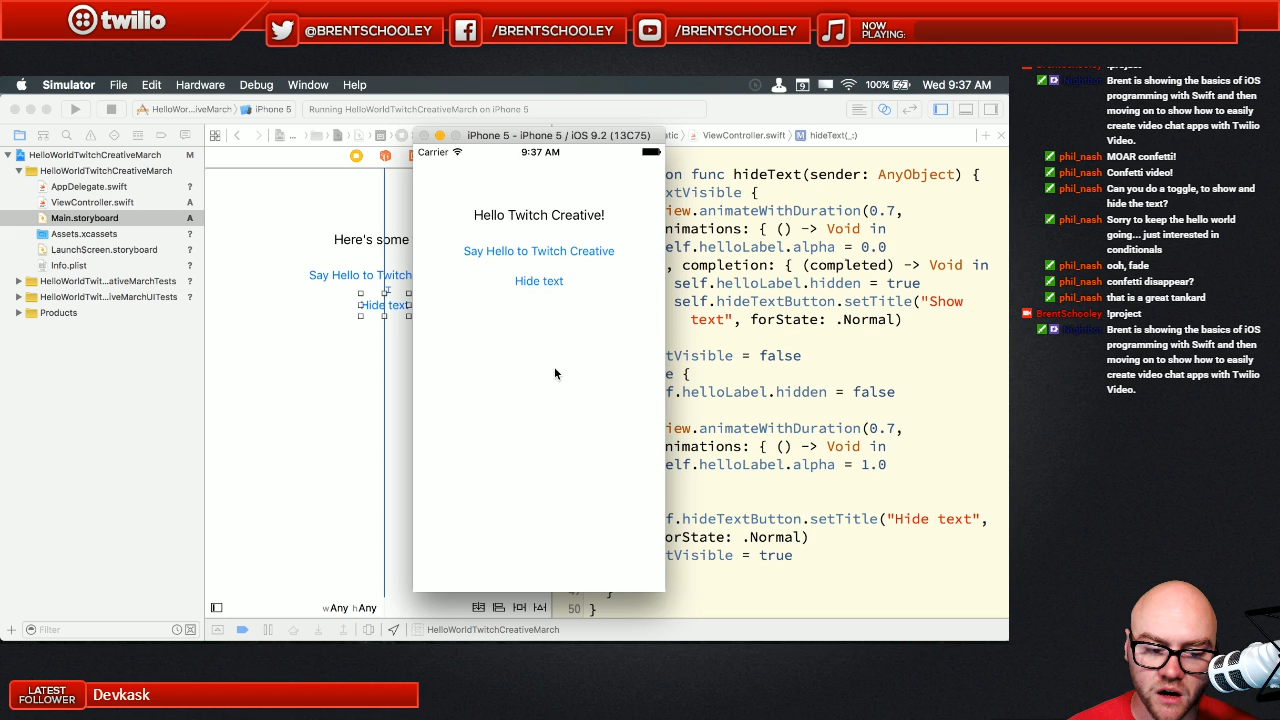 twilio
@BRENTSCHOOLEY
/BRENTSCHOOLEY
/BRENTSCHOOLEY
NOW
PLAYING:
Simulator File Edit Hardware Debug Window Help
9
100%
Wed 9:37 AM
HelloWor...iveMarch
iPhone 5
Running HelloWorldTwitchCreativeMarch on iPhone 5
iPhone 5 - iPhone 5 / iOS 9.2 (13C75)
ViewController.swift
hideText(_:)
HelloWorldTwitchCreativeMarch M
HelloWorldTwitchCreativeMarch
AppDelegate.swift ?
ViewController.swift A
Main.storyboard A
Assets.xcassets ?
LaunchScreen.storyboard ?
Info.plist ?
HelloWorldTwit...ativeMarchTests ?
HelloWorldTwit...iveMarchUITests ?
Products
Filter
Here's some
Say Hello to Twitch
Hide text
wAny hAny
Carrier
9:37 AM
Hello Twitch Creative!
Say Hello to Twitch Creative
Hide text
on func hideText(sender: AnyObject) {
xtVisible {
iew.animateWithDuration(0.7,
nimations: { () -> Void in
elf.helloLabel.alpha = 0.0
, completion: { (completed) -> Void in
self.helloLabel.hidden = true
self.hideTextButton.setTitle("Show
text", forState: .Normal)
tVisible = false
e {
f.helloLabel.hidden = false
iew.animateWithDuration(0.7,
nimations: { () -> Void in
elf.helloLabel.alpha = 1.0
f.hideTextButton.setTitle("Hide text",
orState: .Normal)
tVisible = true
}
50 }
HelloWorldTwitchCreativeMarch
!project
Brent is showing the basics of iOS
programming with Swift and then
moving on to show how to easily
create video chat apps with Twilio
Video.
phil_nash MOAR confetti!
phil_nash Confetti video!
phil_nash Can you do a toggle, to show and
hide the text?
phil_nash Sorry to keep the hello world
going... just interested in
conditionals
phil_nash ooh, fade
phil_nash confetti disappear?
phil_nash that is a great tankard
BrentSchooley !project
Brent is showing the basics of iOS
programming with Swift and then
moving on to show how to easily
create video chat apps with Twilio
Video.
LATEST
FOLLOWER
Devkask